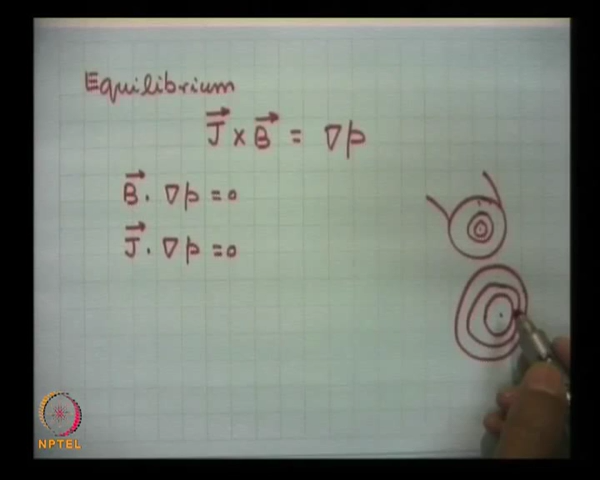 Equilibrium
J⃗ × B⃗ = ∇p
B⃗ · ∇p = 0
J⃗ · ∇p = 0
NPTEL